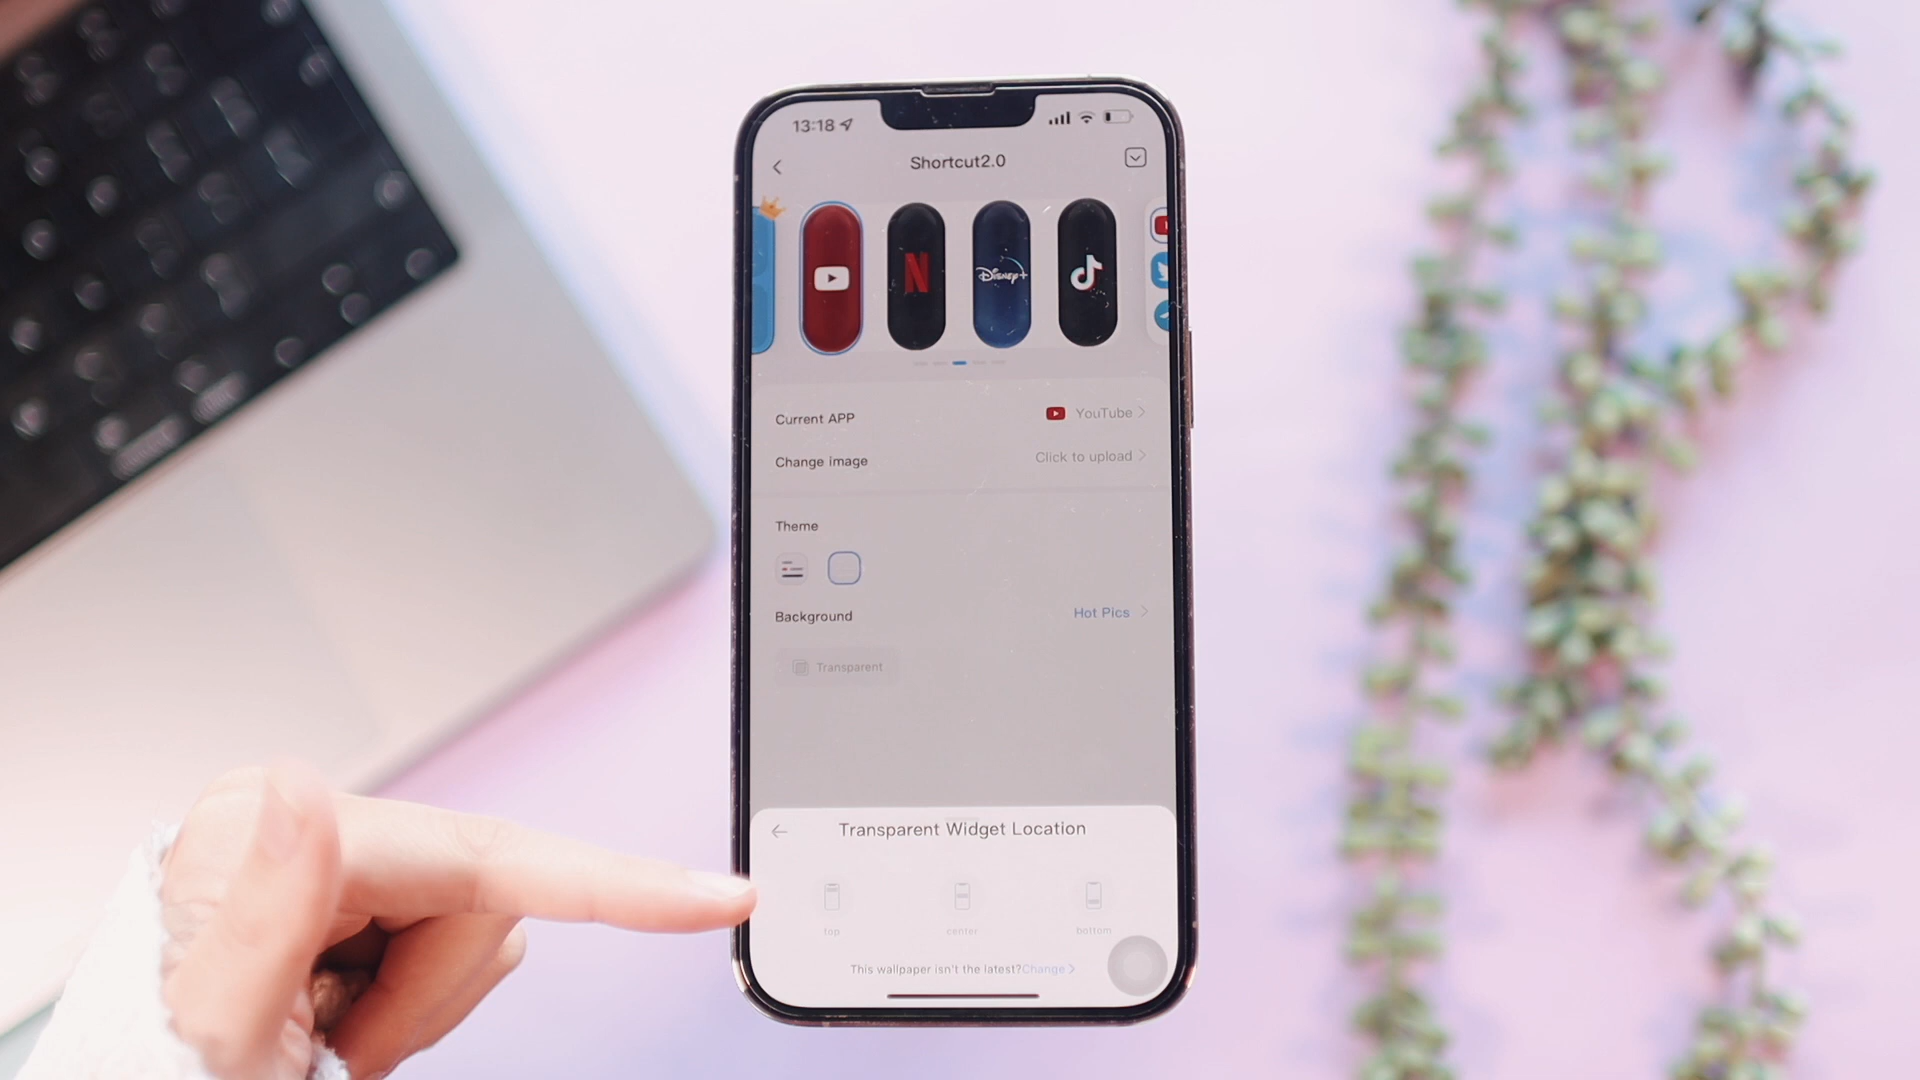 13:18
Shortcut2.0
N
Disney+
Current APP
YouTube
Change image
Click to upload
Theme
Background
Hot Pics
Transparent
Transparent Widget Location
top
center
bottom
This wallpaper isn't the latest?Change